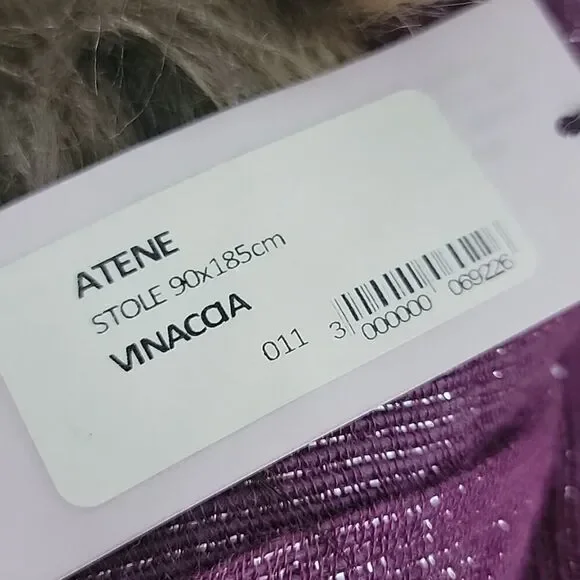 ATENE
STOLE 90x185cm
VINACCIA
011
3 000000 069226